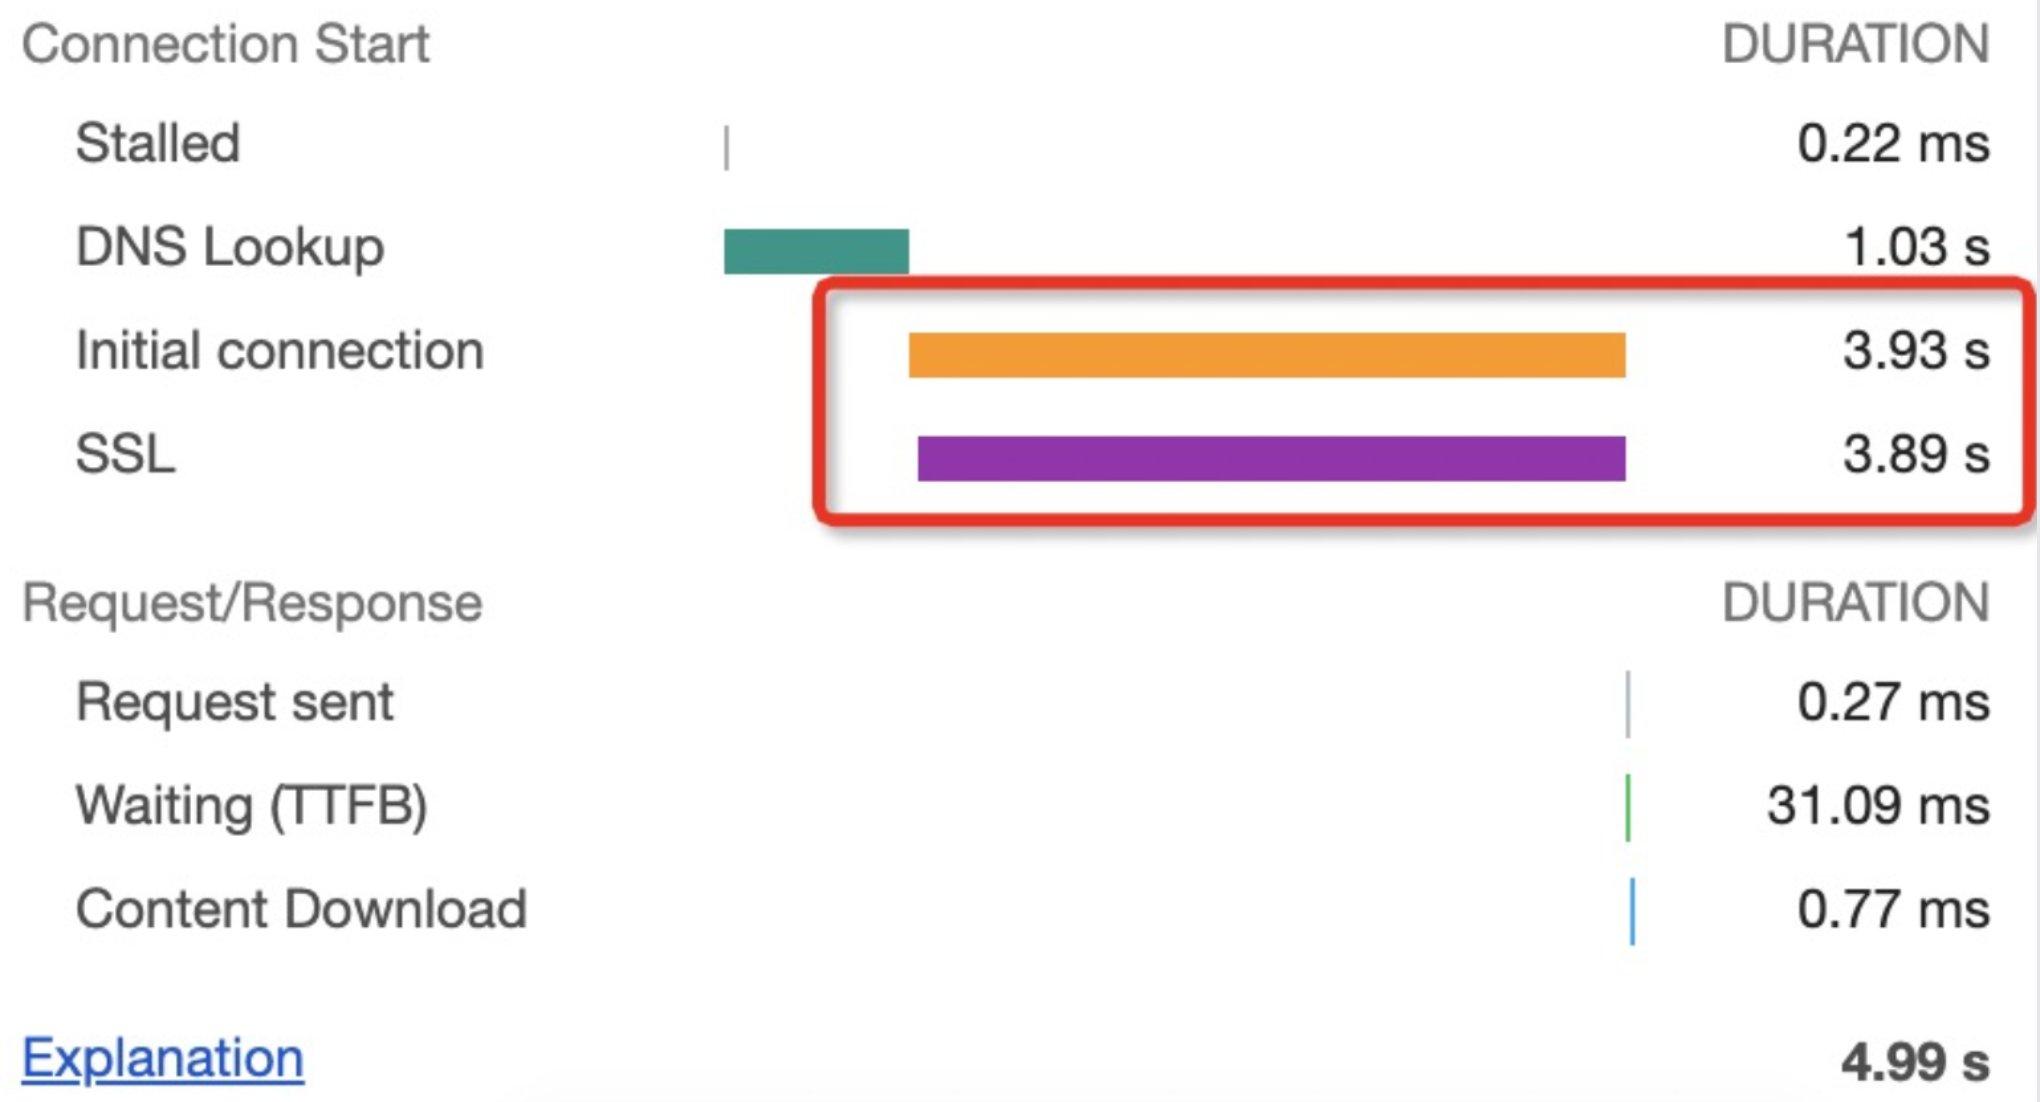 Connection Start DURATION
Stalled 0.22 ms
DNS Lookup 1.03 s
Initial connection 3.93 s
SSL 3.89 s
Request/Response DURATION
Request sent 0.27 ms
Waiting (TTFB) 31.09 ms
Content Download 0.77 ms
Explanation 4.99 s